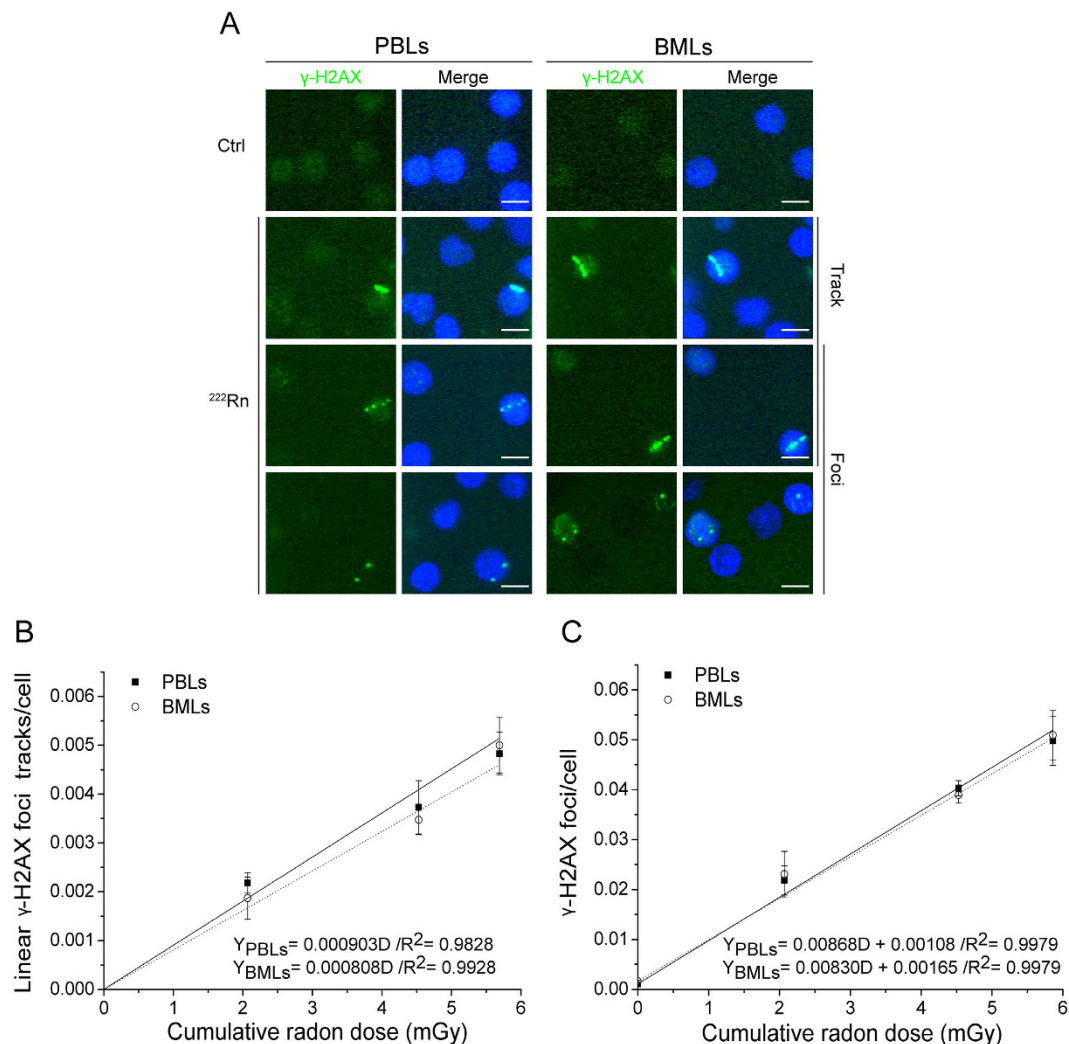 A
PBLs BMLs
γ-H2AX Merge γ-H2AX Merge
Ctrl
Track
²²²Rn
Foci
B
PBLs
BMLs
Linear γ-H2AX foci tracks/cell
0.006
0.005
0.004
0.003
0.002
0.001
0.000
Y_PBLs= 0.000903D /R²= 0.9828
Y_BMLs= 0.000808D /R²= 0.9928
0 1 2 3 4 5 6
Cumulative radon dose (mGy)
C
PBLs
BMLs
γ-H2AX foci/cell
0.06
0.05
0.04
0.03
0.02
0.01
0.00
Y_PBLs= 0.00868D + 0.00108 /R²= 0.9979
Y_BMLs= 0.00830D + 0.00165 /R²= 0.9979
0 1 2 3 4 5 6
Cumulative radon dose (mGy)